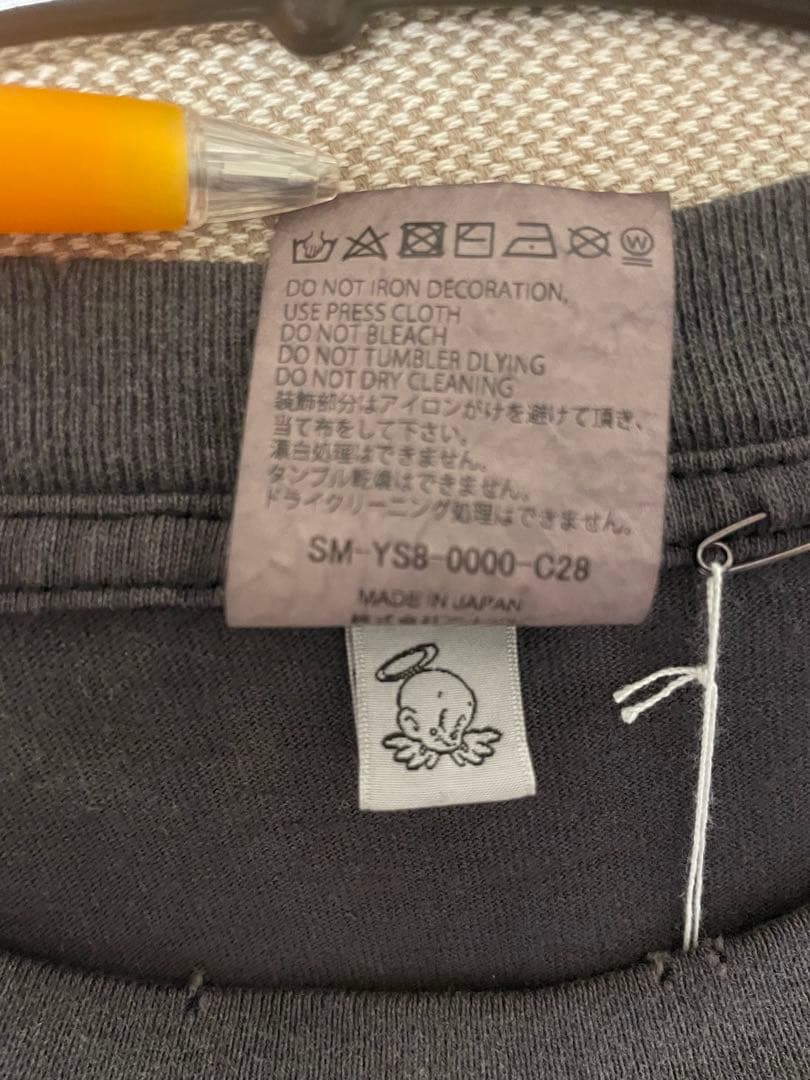 W
DO NOT IRON DECORATION,
USE PRESS CLOTH
DO NOT BLEACH
DO NOT TUMBLER DLYING
DO NOT DRY CLEANING
装飾部分はアイロンがけを避けて頂き、
当て布をして下さい。
漂白処理はできません。
タンブル乾燥はできません。
ドライクリーニング処理はできません。
SM-YS8-0000-C28
MADE IN JAPAN